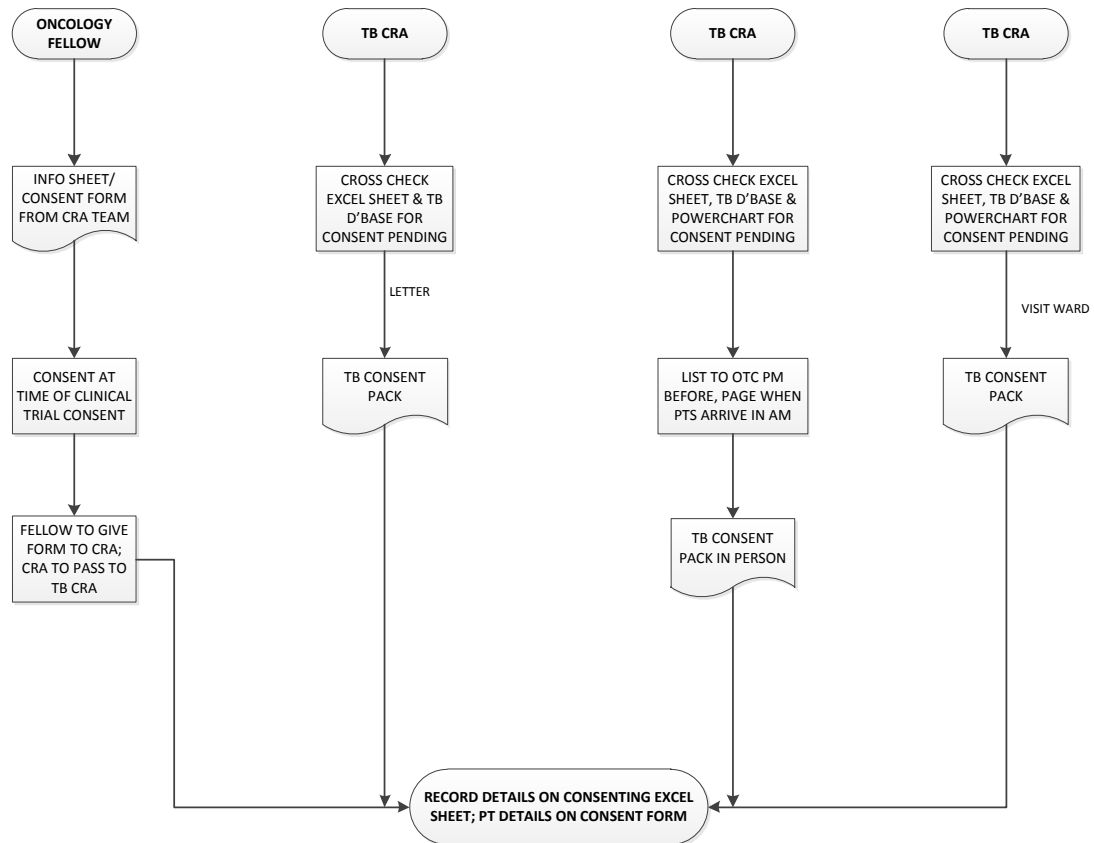 ONCOLOGY
FELLOW
TB CRA
TB CRA
TB CRA
INFO SHEET/
CONSENT FORM
FROM CRA TEAM
CROSS CHECK
EXCEL SHEET & TB
D’BASE FOR
CONSENT PENDING
CROSS CHECK EXCEL
SHEET, TB D’BASE &
POWERCHART FOR
CONSENT PENDING
CROSS CHECK EXCEL
SHEET, TB D’BASE &
POWERCHART FOR
CONSENT PENDING
LETTER
VISIT WARD
CONSENT AT
TIME OF CLINICAL
TRIAL CONSENT
TB CONSENT
PACK
LIST TO OTC PM
BEFORE, PAGE WHEN
PTS ARRIVE IN AM
TB CONSENT
PACK
FELLOW TO GIVE
FORM TO CRA;
CRA TO PASS TO
TB CRA
TB CONSENT
PACK IN PERSON
RECORD DETAILS ON CONSENTING EXCEL
SHEET; PT DETAILS ON CONSENT FORM